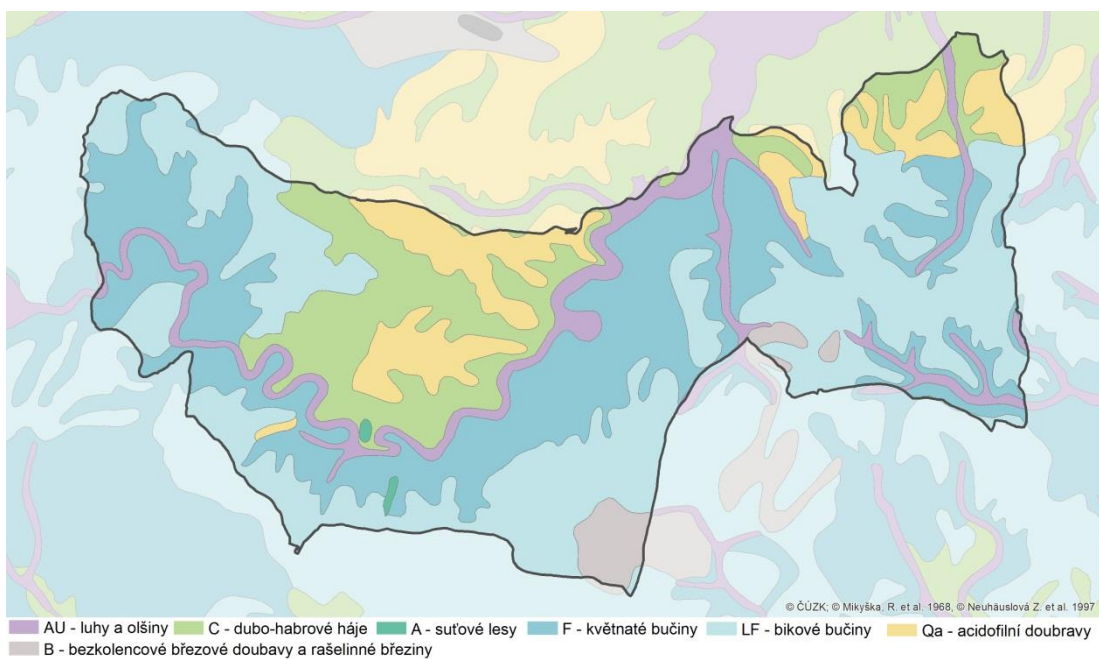 © ČÚZK; © Mikyška, R. et al. 1968, © Neuhäuslová Z. et al. 1997
AU - luhy a olšiny C - dubo-habrové háje A - suťové lesy F - květnaté bučiny LF - bikové bučiny Qa - acidofilní doubravy
B - bezkolencové březové doubavy a rašelinné březiny